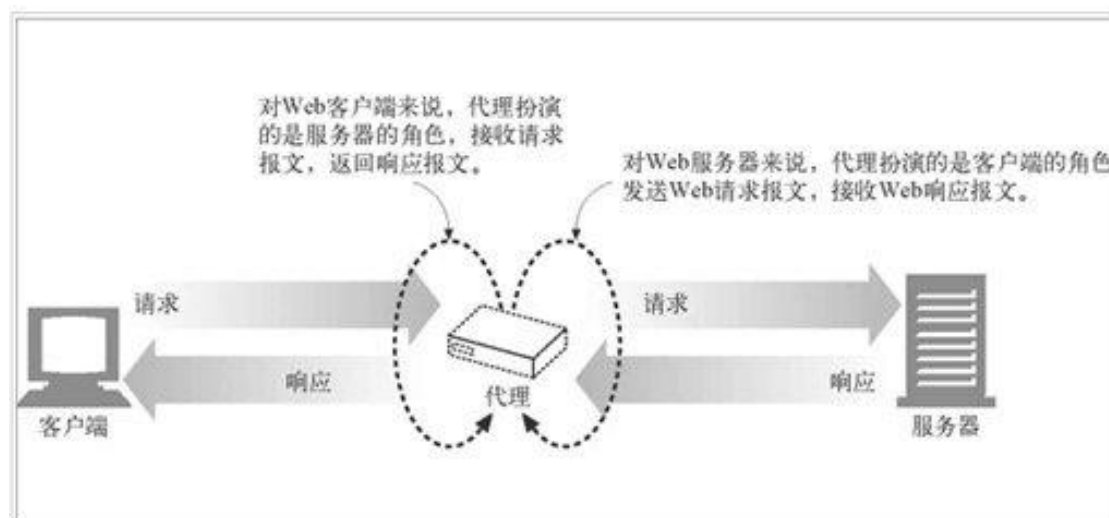 对Web客户端来说，代理扮演
的是服务器的角色，接收请求
报文，返回响应报文。
对Web服务器来说，代理扮演的是客户端的角色
发送Web请求报文，接收Web响应报文。
请求
请求
响应
响应
代理
客户端
服务器